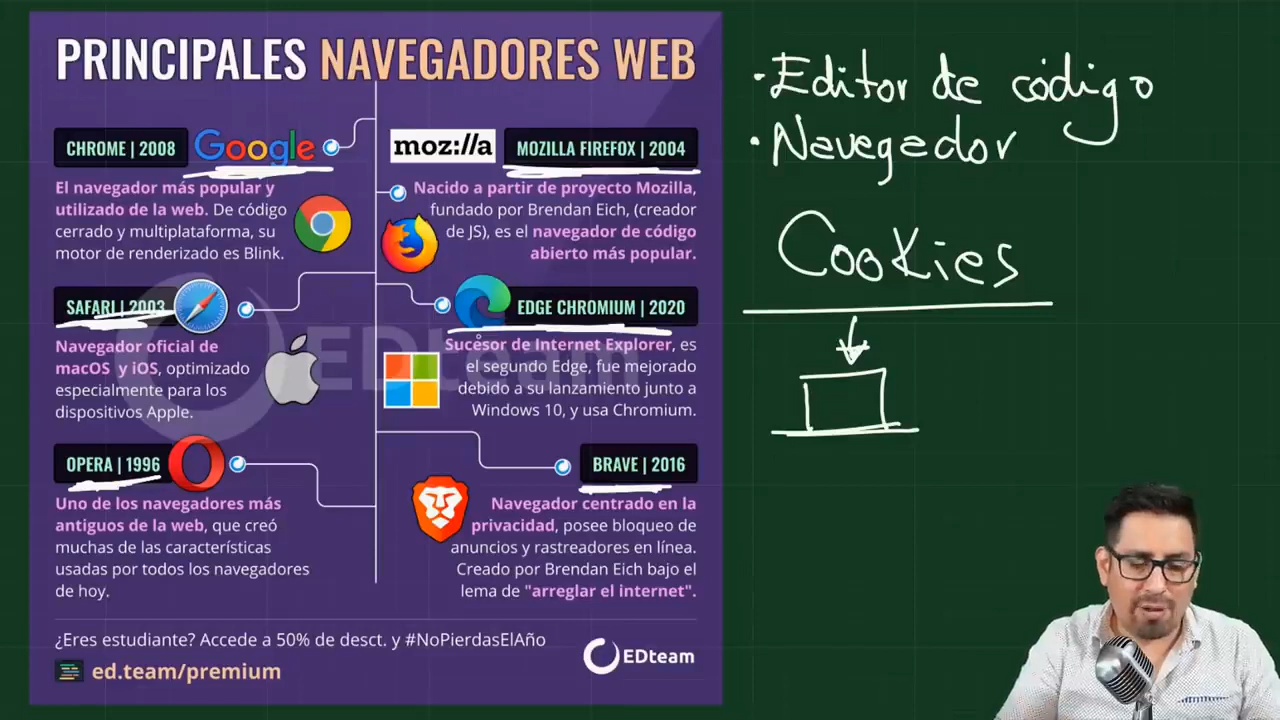 PRINCIPALES NAVEGADORES WEB
CHROME | 2008
Google
El navegador más popular y
utilizado de la web. De código
cerrado y multiplataforma, su
motor de renderizado es Blink.
moz://a
MOZILLA FIREFOX | 2004
Nacido a partir de proyecto Mozilla,
fundado por Brendan Eich, (creador
de JS), es el navegador de código
abierto más popular.
SAFARI | 2003
Navegador oficial de
macOS y iOS, optimizado
especialmente para los
dispositivos Apple.
EDGE CHROMIUM | 2020
Sucesor de Internet Explorer, es
el segundo Edge, fue mejorado
debido a su lanzamiento junto a
Windows 10, y usa Chromium.
OPERA | 1996
Uno de los navegadores más
antiguos de la web, que creó
muchas de las características
usadas por todos los navegadores
de hoy.
BRAVE | 2016
Navegador centrado en la
privacidad, posee bloqueo de
anuncios y rastreadores en línea.
Creado por Brendan Eich bajo el
lema de "arreglar el internet".
EDteam
¿Eres estudiante? Accede a 50% de desct. y #NoPierdasElAño
ed.team/premium
EDteam
· Editor de código
· Navegador
Cookies